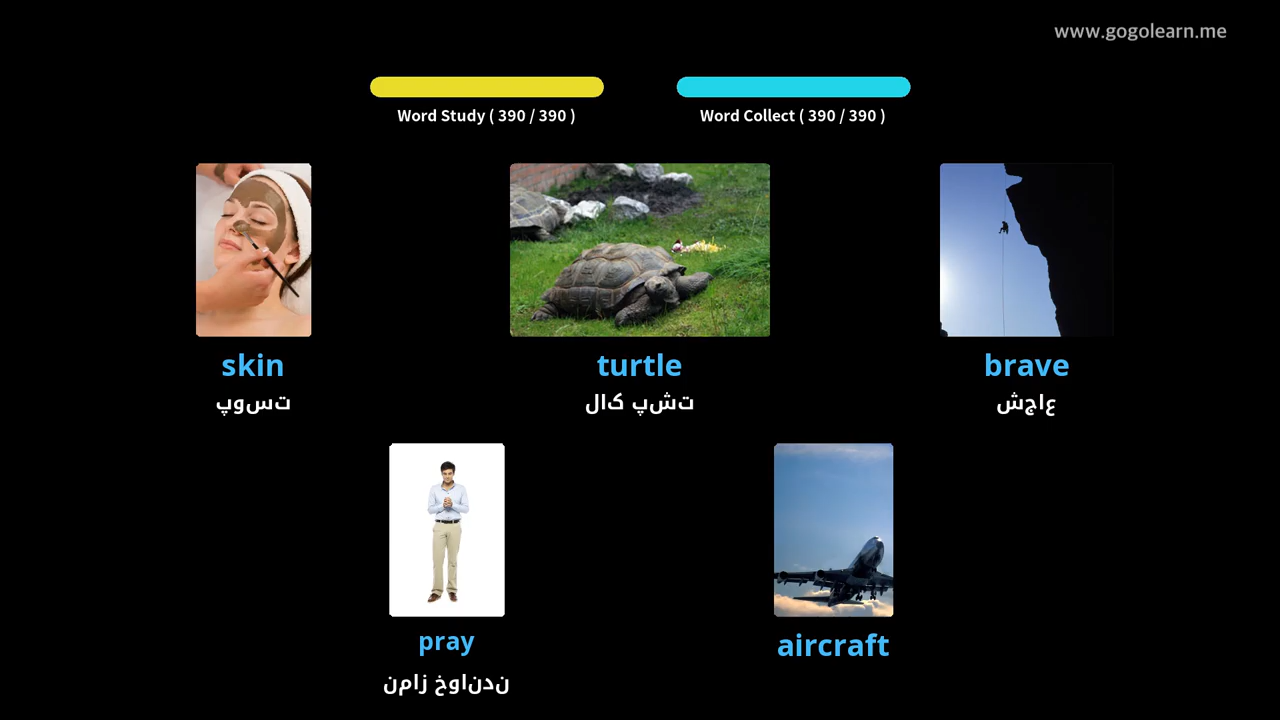 www.gogolearn.me
Word Study ( 390 / 390 )
Word Collect ( 390 / 390 )
skin
turtle
brave
تسوپ
تشپ کال
عاجش
pray
aircraft
ندناوخ زامن